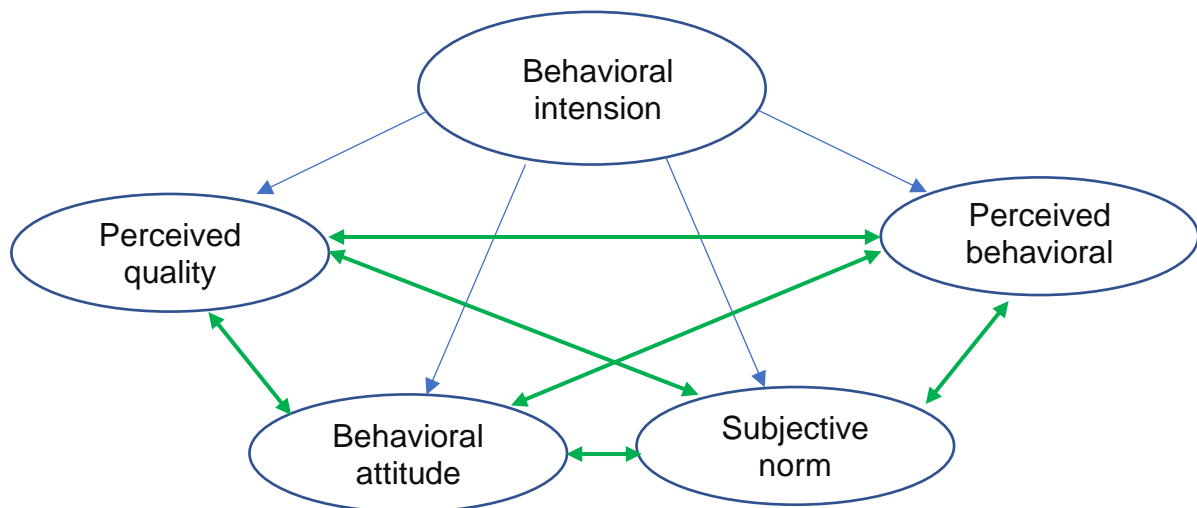 Behavioral
intension
Perceived
quality
Perceived
behavioral
Behavioral
attitude
Subjective
norm